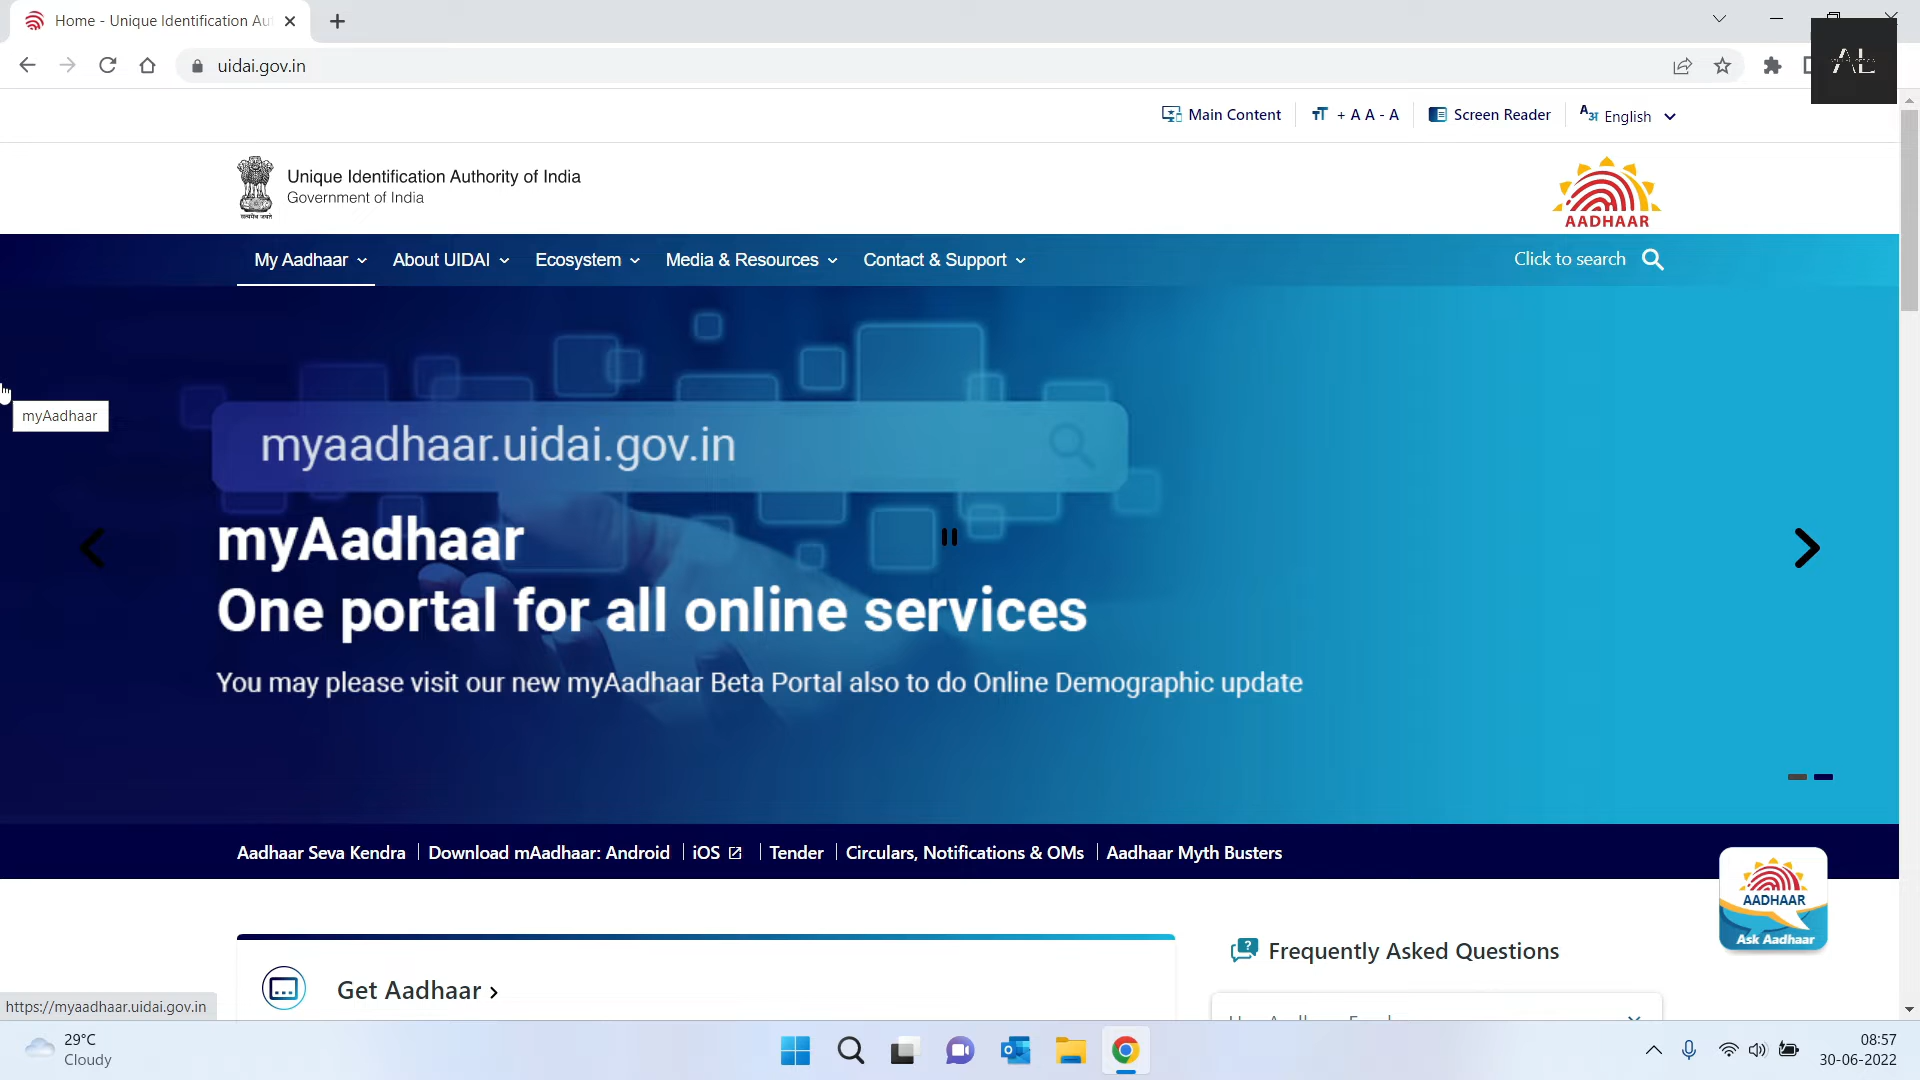 Home - Unique Identification Au
uidai.gov.in
AL
Main Content
+ A A - A
Screen Reader
English
Unique Identification Authority of India
Government of India
AADHAAR
My Aadhaar
About UIDAI
Ecosystem
Media & Resources
Contact & Support
Click to search
myAadhaar
myaadhaar.uidai.gov.in
myAadhaar
One portal for all online services
You may please visit our new myAadhaar Beta Portal also to do Online Demographic update
Aadhaar Seva Kendra
Download mAadhaar: Android
iOS
Tender
Circulars, Notifications & OMs
Aadhaar Myth Busters
AADHAAR
Ask Aadhaar
Get Aadhaar
Frequently Asked Questions
https://myaadhaar.uidai.gov.in
29°C
Cloudy
08:57
30-06-2022